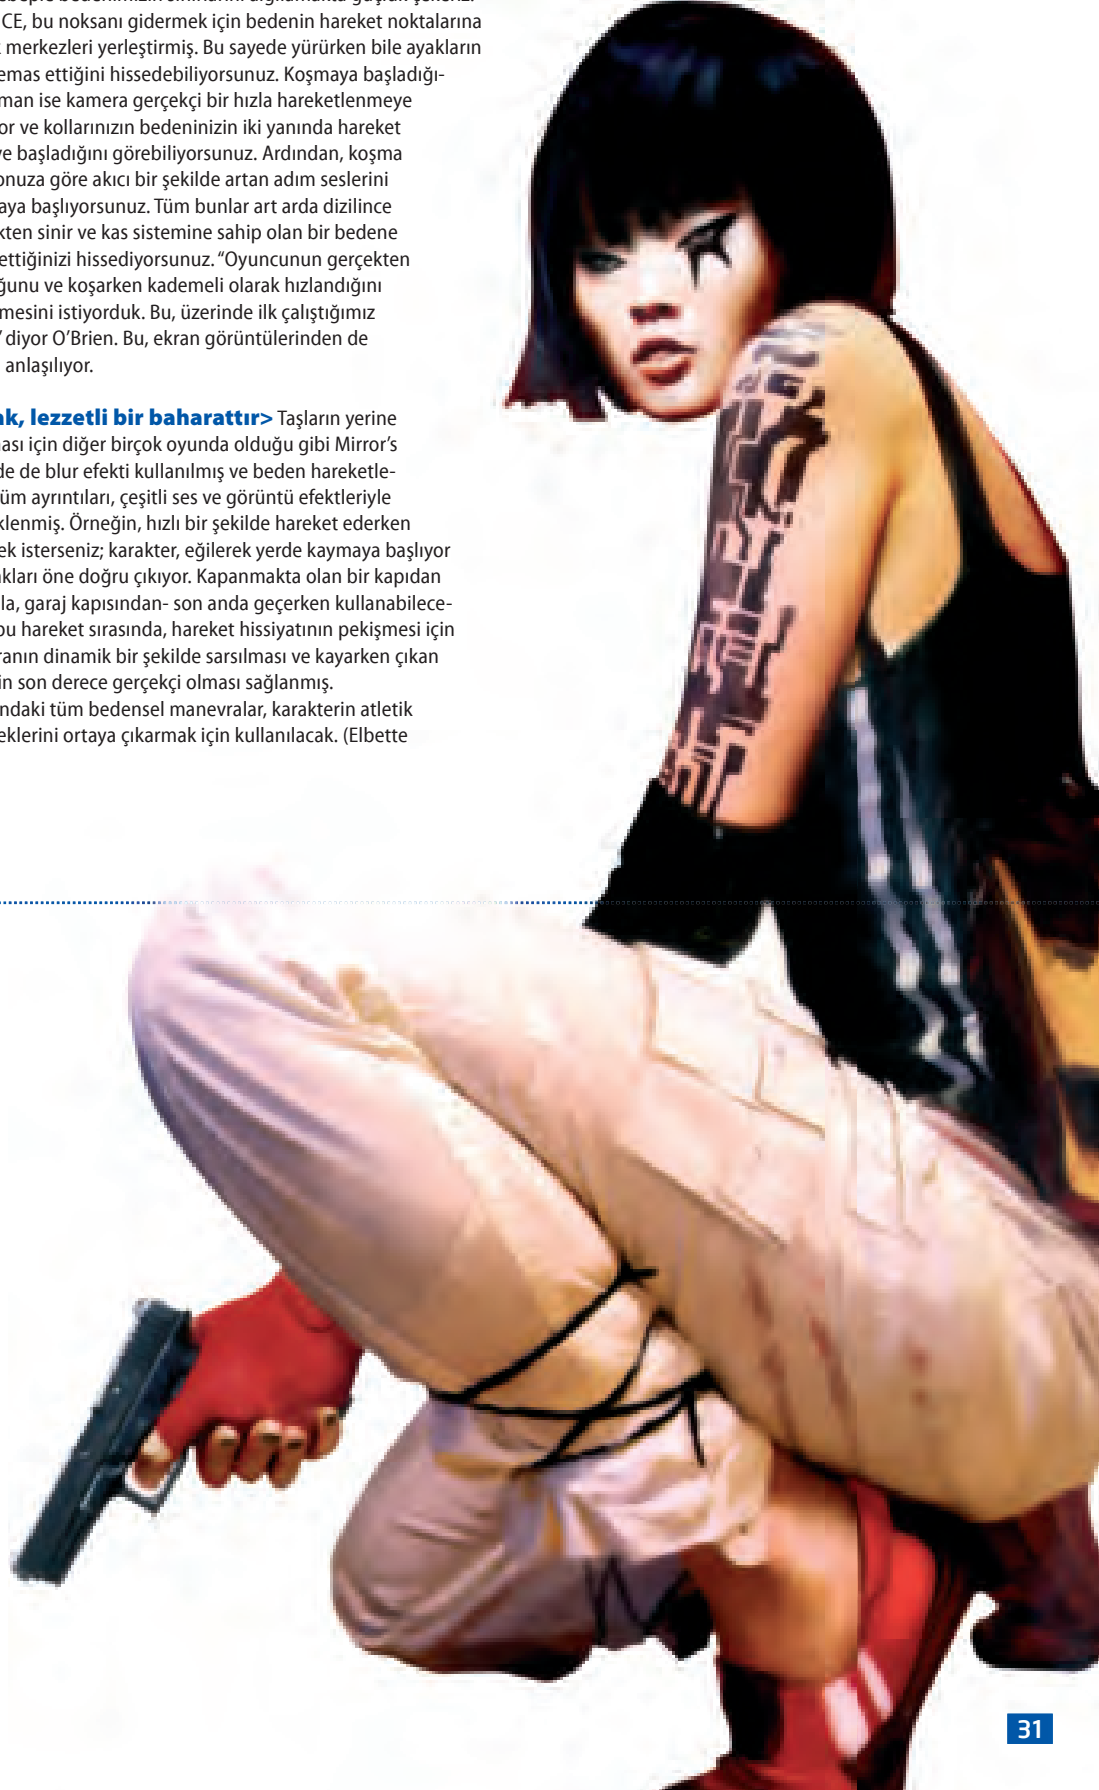 bedenimizin sınırlarını algılamakta güçlük çekeriz.
CE, bu noksanı gidermek için bedenin hareket noktalarına
merkezleri yerleştirmiş. Bu sayede yürürken bile ayakların
emas ettiğini hissedebiliyorsunuz. Koşmaya başladığı-
man ise kamera gerçekçi bir hızla hareketlenmeye
or ve kollarınızın bedeninizin iki yanında hareket
ye başladığını görebiliyorsunuz. Ardından, koşma
onuza göre akıcı bir şekilde artan adım seslerini
aya başlıyorsunuz. Tüm bunlar art arda dizilince
kten sinir ve kas sistemine sahip olan bir bedene
ettiğinizi hissediyorsunuz. “Oyuncunun gerçekten
ğunu ve koşarken kademeli olarak hızlandığını
mesini istiyorduk. Bu, üzerinde ilk çalıştığımız
” diyor O’Brien. Bu, ekran görüntülerinden de
anlaşılıyor.
ak, lezzetli bir baharattır> Taşların yerine
ası için diğer birçok oyunda olduğu gibi Mirror’s
de de blur efekti kullanılmış ve beden hareketle-
üm ayrıntıları, çeşitli ses ve görüntü efektleriyle
klenmiş. Örneğin, hızlı bir şekilde hareket ederken
ek isterseniz; karakter, eğilerek yerde kaymaya başlıyor
kları öne doğru çıkıyor. Kapanmakta olan bir kapıdan
la, garaj kapısından- son anda geçerken kullanabilece-
bu hareket sırasında, hareket hissiyatının pekişmesi için
ranın dinamik bir şekilde sarsılması ve kayarken çıkan
in son derece gerçekçi olması sağlanmış.
ndaki tüm bedensel manevralar, karakterin atletik
eklerini ortaya çıkarmak için kullanılacak. (Elbette
31